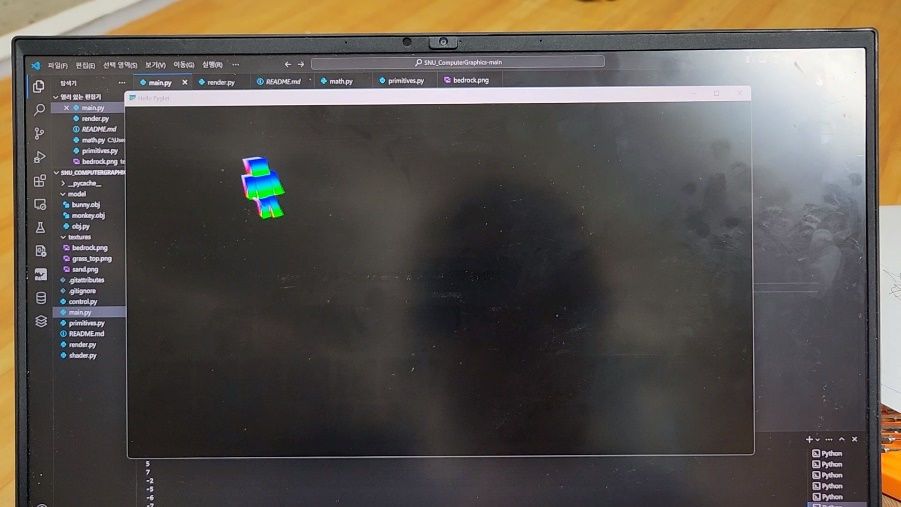 파일(F) 편집(E) 선택 영역(S) 보기(V) 이동(G) 실행(R) ···
SNU_ComputerGraphics-main
탐색기 ···
main.py
render.py
README.md
math.py
primitives.py
bedrock.png
열려 있는 편집기
main.py
render.py
README.md
math.py
primitives.py
bedrock.png
SNU_COMPUTERGRAPHI
__pycache__
model
bunny.obj
monkey.obj
obj.py
textures
bedrock.png
grass_top.png
sand.png
.gitattributes
.gitignore
control.py
main.py
primitives.py
README.md
render.py
shader.py
5
7
-2
-5
-6
-7
Python
Python
Python
Python
Python
Python